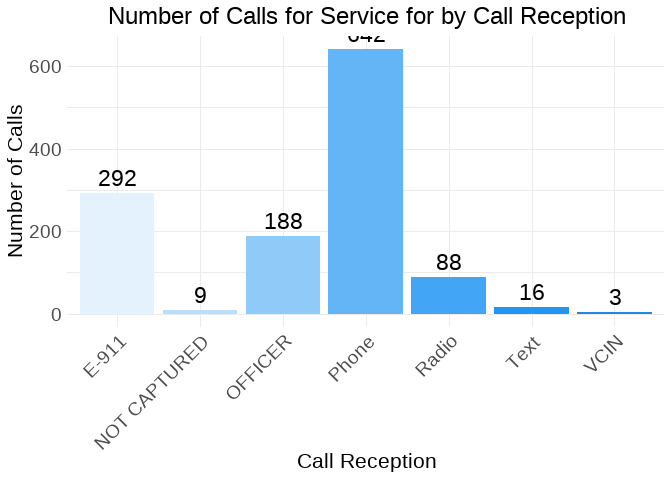 Number of Calls for Service for by Call Reception
Number of Calls
600
400
200
0
292
9
188
642
88
16
3
E-911
NOT CAPTURED
OFFICER
Phone
Radio
Text
VCIN
Call Reception